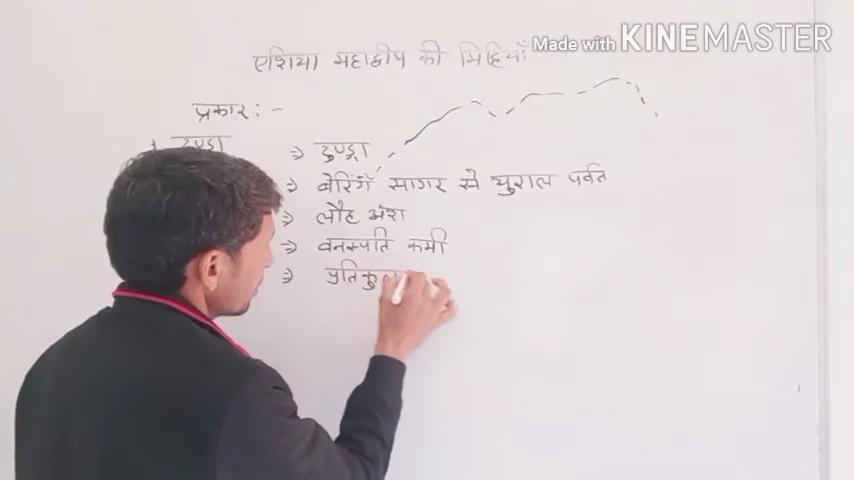 Made with KINEMASTER
एशिया महाद्वीप की मिट्टियाँ
प्रकार : -
टुण्ड्रा
⇒ टुण्ड्रा
⇒ बेरिंग सागर से युराल पर्वत
⇒ लौह अंश
⇒ वनस्पति कमी
⇒ प्रतिकुल